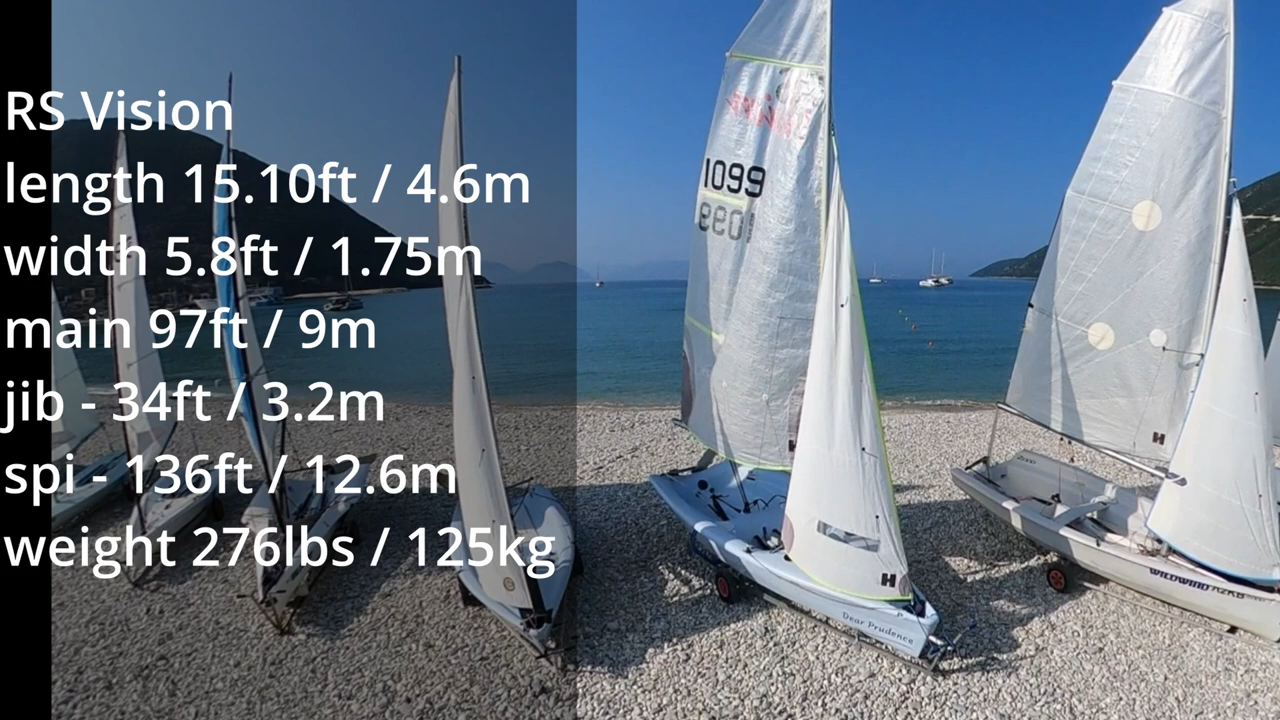 RS Vision
length 15.10ft / 4.6m
width 5.8ft / 1.75m
main 97ft / 9m
jib - 34ft / 3.2m
spi - 136ft / 12.6m
weight 276lbs / 125kg
1099
H
H
H
Dear Prudence
WILDWIND